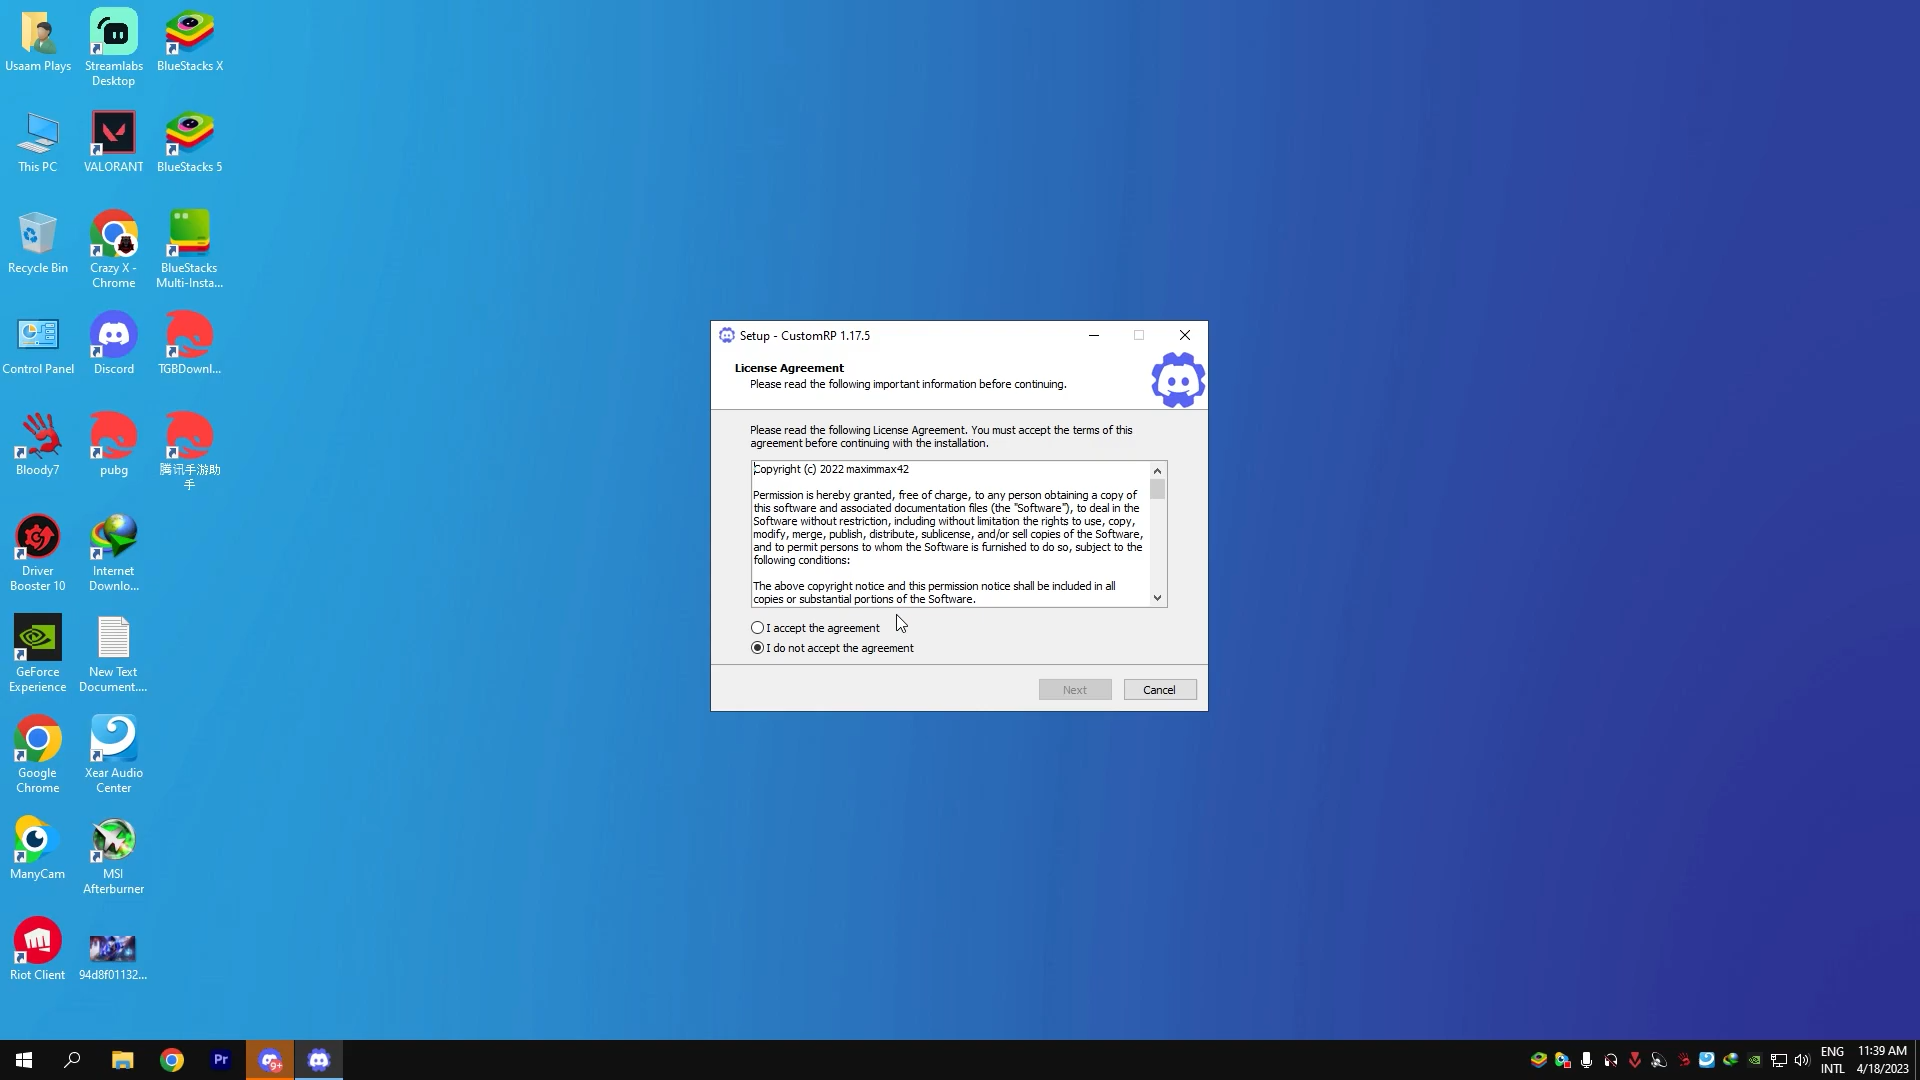 Usaam Plays
Streamlabs
Desktop
BlueStacks X
This PC
VALORANT
BlueStacks 5
Recycle Bin
Crazy X -
Chrome
BlueStacks
Multi-Insta...
Control Panel
Discord
TGBDownl...
Bloody7
pubg
腾讯手游助
手
Driver
Booster 10
Internet
Downlo...
GeForce
Experience
New Text
Document....
Google
Chrome
Xear Audio
Center
ManyCam
MSI
Afterburner
Riot Client
94d8f01132...
Setup - CustomRP 1.17.5
License Agreement
Please read the following important information before continuing.
Please read the following License Agreement. You must accept the terms of this
agreement before continuing with the installation.
Copyright (c) 2022 maximmax42
Permission is hereby granted, free of charge, to any person obtaining a copy of
this software and associated documentation files (the "Software"), to deal in the
Software without restriction, including without limitation the rights to use, copy,
modify, merge, publish, distribute, sublicense, and/or sell copies of the Software,
and to permit persons to whom the Software is furnished to do so, subject to the
following conditions:
The above copyright notice and this permission notice shall be included in all
copies or substantial portions of the Software.
I accept the agreement
I do not accept the agreement
Next
Cancel
Pr
9+
ENG
INTL
11:39 AM
4/18/2023